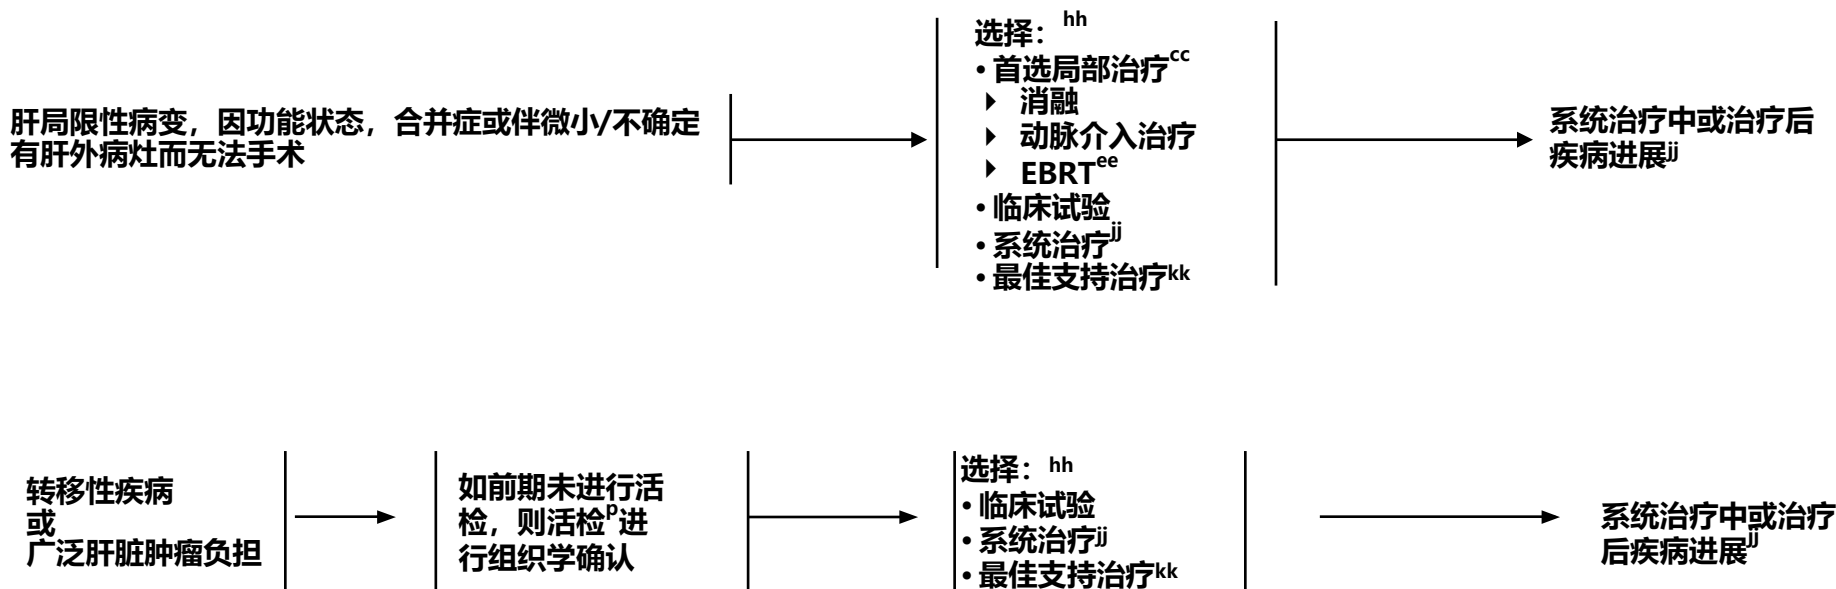 肝局限性病变，因功能状态，合并症或伴微小/不确定
有肝外病灶而无法手术
选择：hh
• 首选局部治疗cc
消融
动脉介入治疗
EBRTee
• 临床试验
• 系统治疗jj
• 最佳支持治疗kk
系统治疗中或治疗后
疾病进展jj
转移性疾病
或
广泛肝脏肿瘤负担
如前期未进行活
检，则活检p进
行组织学确认
选择：hh
• 临床试验
• 系统治疗jj
• 最佳支持治疗kk
系统治疗中或治疗
后疾病进展jj